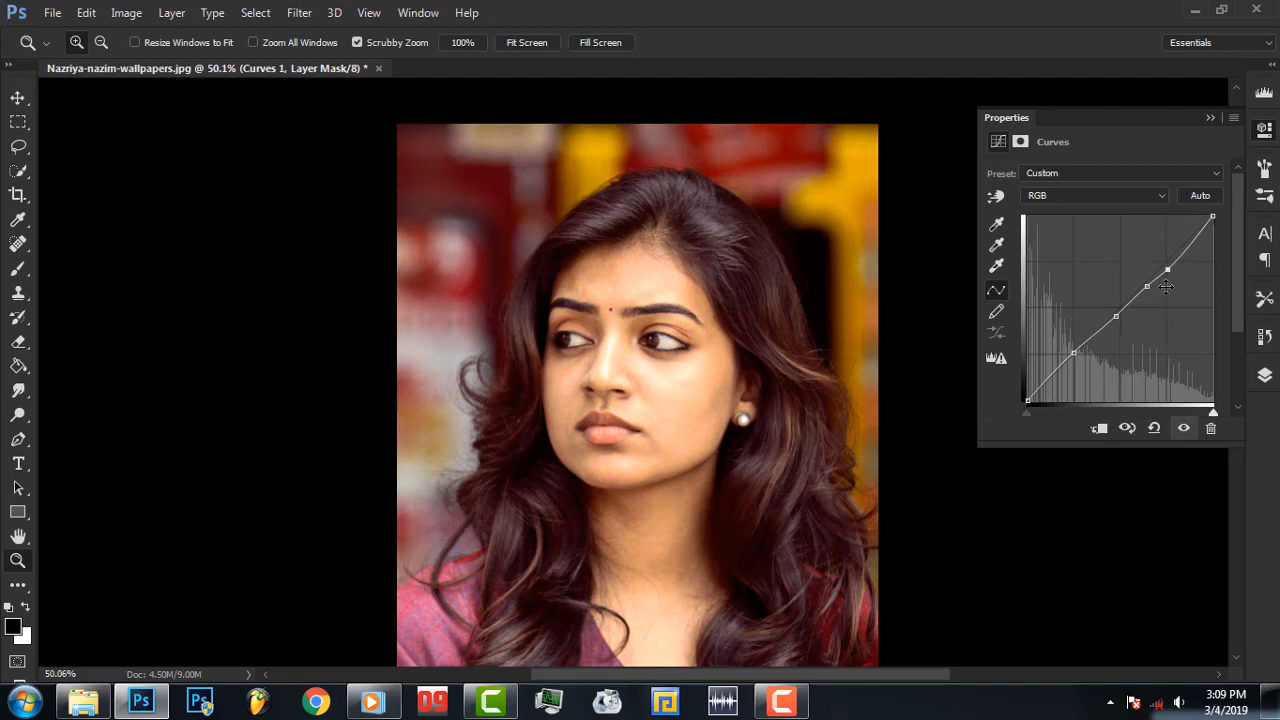 Ps File Edit Image Layer Type Select Filter 3D View Window Help
Resize Windows to Fit Zoom All Windows Scrubby Zoom 100% Fit Screen Fill Screen Essentials
Nazriya-nazim-wallpapers.jpg @ 50.1% (Curves 1, Layer Mask/8) *
Properties
Curves
Preset: Custom
RGB Auto
50.06% Doc: 4.50M/9.00M
Ps Ps 09 C C
3:09 PM
3/4/2019